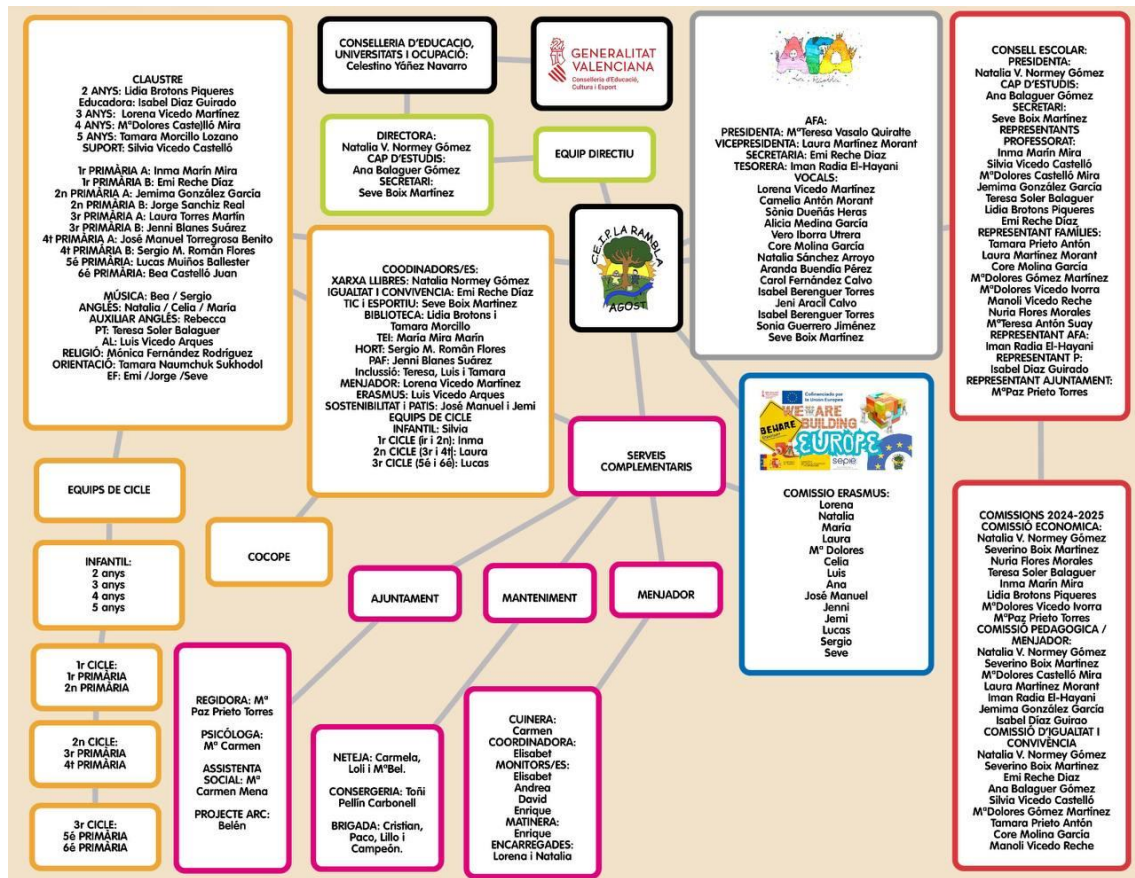 CLAUSTRE
2 ANYS: Lidia Brotons Piqueres
Educadora: Isabel Diaz Guirado
3 ANYS: Lorena Vicedo Martínez
4 ANYS: MªDolores Castelló Mira
5 ANYS: Tamara Morcillo Lozano
SUPORT: Silvia Vicedo Castelló
1r PRIMÀRIA A: Inma Marín Mira
1r PRIMÀRIA B: Emi Reche Díaz
2n PRIMÀRIA A: Jemima González García
2n PRIMÀRIA B: Jorge Sanchiz Real
3r PRIMÀRIA A: Laura Torres Martín
3r PRIMÀRIA B: Jenni Blanes Suárez
4t PRIMÀRIA A: José Manuel Torregrosa Benito
4t PRIMÀRIA B: Sergio M. Román Flores
5é PRIMÀRIA: Lucas Muiños Ballester
6é PRIMÀRIA: Bea Castelló Juan
MÚSICA: Bea / Sergio
ANGLÉS: Natalia / Celia / María
AUXILIAR ANGLÉS: Rebecca
PT: Teresa Soler Balaguer
AL: Luis Vicedo Arques
RELIGIÓ: Mónica Fernández Rodríguez
ORIENTACIÓ: Tamara Naumchuk Sukhodol
EF: Emi /Jorge /Seve
CONSELLERIA D'EDUCACIO,
UNIVERSITATS I OCUPACIÓ:
Celestino Yáñez Navarro
GENERALITAT
VALENCIANA
Conselleria d'Educació,
Cultura i Esport
DIRECTORA:
Natalia V. Normey Gómez
CAP D'ESTUDIS:
Ana Balaguer Gómez
SECRETARI:
Seve Boix Martínez
EQUIP DIRECTIU
C.E.I.P. LA RAMBLA
AGOST
AFA:
PRESIDENTA: MªTeresa Vasalo Quiralte
VICEPRESIDENTA: Laura Martínez Morant
SECRETARIA: Emi Reche Díaz
TESORERA: Iman Radia El-Hayani
VOCALS:
Lorena Vicedo Martínez
Camelia Antón Morant
Sònia Dueñás Heras
Alicia Medina García
Vero Iborra Utrera
Core Molina García
Natalia Sánchez Arroyo
Aranda Buendía Pérez
Carol Fernández Calvo
Isabel Berenguer Torres
Jeni Aracil Calvo
Isabel Berenguer Torres
Sonia Guerrero Jiménez
Seve Boix Martínez
CONSELL ESCOLAR:
PRESIDENTA:
Natalia V. Normey Gómez
CAP D'ESTUDIS:
Ana Balaguer Gómez
SECRETARI:
Seve Boix Martínez
REPRESENTANTS
PROFESSORAT:
Inma Marín Mira
Silvia Vicedo Castelló
MªDolores Castelló Mira
Jemima González García
Teresa Soler Balaguer
Lidia Brotons Piqueres
Emi Reche Díaz
REPRESENTANT FAMÍLIES:
Tamara Prieto Antón
Laura Martínez Morant
Core Molina García
MªDolores Gómez Martínez
MªDolores Vicedo Ivorra
Manoli Vicedo Reche
Nuria Flores Morales
MªTeresa Antón Suay
REPRESENTANT AFA:
Iman Radia El-Hayani
REPRESENTANT P:
Isabel Diaz Guirado
REPRESENTANT AJUNTAMENT:
MªPaz Prieto Torres
COODINADORS/ES:
XARXA LLIBRES: Natalia Normey Gómez
IGUALTAT I CONVIVENCIA: Emi Reche Díaz
TIC i ESPORTIU: Seve Boix Martinez
BIBLIOTECA: Lidia Brotons i
Tamara Morcillo
TEI: María Mira Marín
HORT: Sergio M. Román Flores
PAF: Jenni Blanes Suárez
Inclussió: Teresa, Luis i Tamara
MENJADOR: Lorena Vicedo Martínez
ERASMUS: Luis Vicedo Arques
SOSTENIBILITAT i PATIS: José Manuel i Jemi
EQUIPS DE CICLE
INFANTIL: Silvia
1r CICLE (1r i 2n): Inma
2n CICLE (3r i 4t): Laura
3r CICLE (5é i 6é): Lucas
SERVEIS
COMPLEMENTARIS
Cofinanciado por
la Unión Europea
BEWARE
WE ARE
BUILDING
EUROPE
sepie
COMISSIO ERASMUS:
Lorena
Natalia
María
Laura
Mª Dolores
Celia
Luis
Ana
José Manuel
Jenni
Jemi
Lucas
Sergio
Seve
EQUIPS DE CICLE
INFANTIL:
2 anys
3 anys
4 anys
5 anys
1r CICLE:
1r PRIMÀRIA
2n PRIMÀRIA
2n CICLE:
3r PRIMÀRIA
4t PRIMÀRIA
3r CICLE:
5é PRIMÀRIA
6é PRIMÀRIA
COCOPE
AJUNTAMENT
MANTENIMENT
MENJADOR
REGIDORA: Mª
Paz Prieto Torres
PSICÓLOGA:
Mª Carmen
ASSISTENTA
SOCIAL: Mª
Carmen Mena
PROJECTE ARC:
Belén
NETEJA: Carmela,
Loli i MªBel.
CONSERGERIA: Toñi
Pellín Carbonell
BRIGADA: Cristian,
Paco, Lillo i
Campeón.
CUINERA:
Carmen
COORDINADORA:
Elisabet
MONITORS/ES:
Elisabet
Andrea
David
Enrique
MATINERA:
Enrique
ENCARREGADES:
Lorena i Natalia
COMISSIONS 2024-2025
COMISSIÓ ECONOMICA:
Natalia V. Normey Gómez
Severino Boix Martinez
Nuria Flores Morales
Teresa Soler Balaguer
Inma Marín Mira
Lidia Brotons Piqueres
MªDolores Vicedo Ivorra
MªPaz Prieto Torres
COMISSIÓ PEDAGOGICA /
MENJADOR:
Natalia V. Normey Gómez
Severino Boix Martinez
MªDolores Castelló Mira
Laura Martinez Morant
Iman Radia El-Hayani
Jemima González García
Isabel Díaz Guirao
COMISSIÓ D'IGUALTAT I
CONVIVÈNCIA
Natalia V. Normey Gómez
Severino Boix Martinez
Emi Reche Diaz
Ana Balaguer Gómez
Silvia Vicedo Castelló
MªDolores Gómez Martínez
Tamara Prieto Antón
Core Molina García
Manoli Vicedo Reche